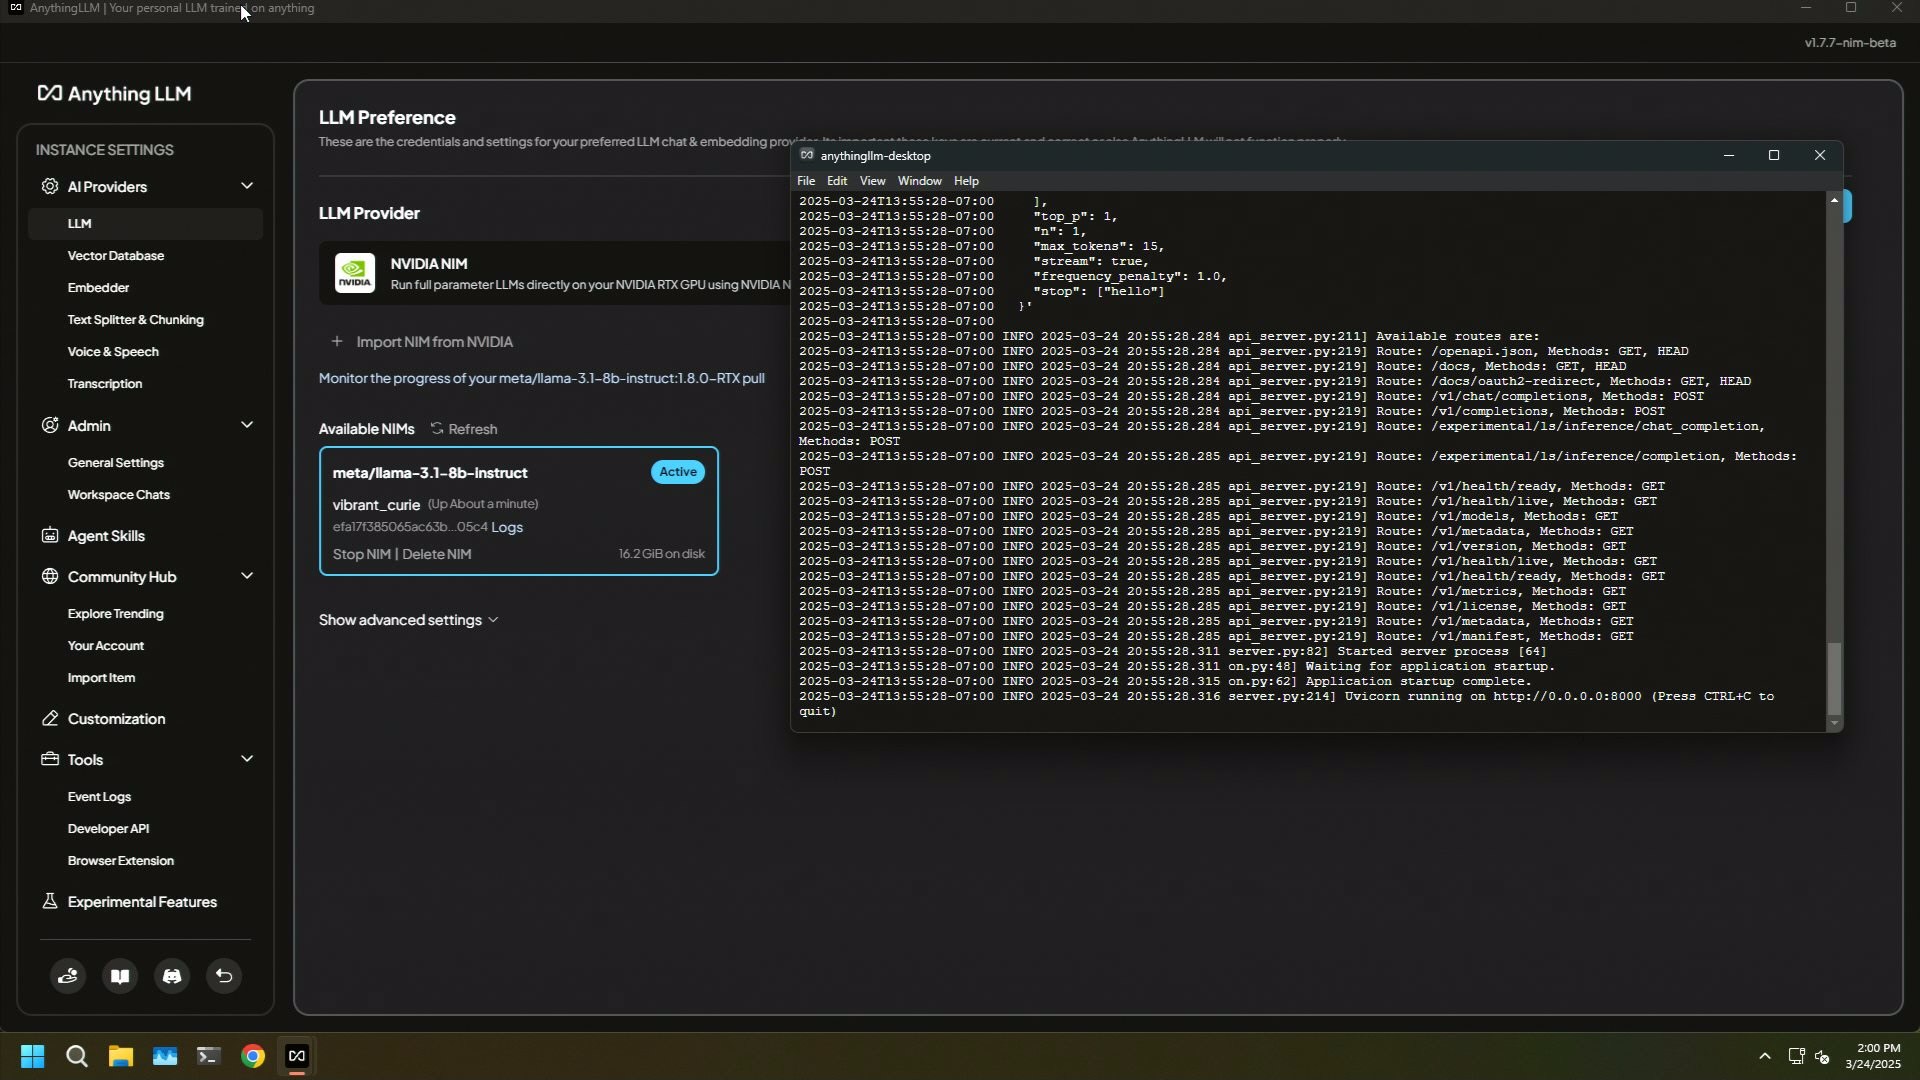 AnythingLLM | Your personal LLM trained on anything
v1.7.7-nim-beta
Anything LLM
INSTANCE SETTINGS
AI Providers
LLM
Vector Database
Embedder
Text Splitter & Chunking
Voice & Speech
Transcription
Admin
General Settings
Workspace Chats
Agent Skills
Community Hub
Explore Trending
Your Account
Import Item
Customization
Tools
Event Logs
Developer API
Browser Extension
Experimental Features
LLM Preference
These are the credentials and settings for your preferred LLM chat & embedding
LLM Provider
NVIDIA
NVIDIA NIM
Run full parameter LLMs directly on your NVIDIA RTX GPU using NVIDIA N
+ Import NIM from NVIDIA
Monitor the progress of your meta/llama-3.1-8b-instruct:1.8.0-RTX pull
Available NIMs Refresh
meta/llama-3.1-8b-instruct Active
vibrant_curie (Up About a minute)
efa17f385065ac63b...05c4 Logs
Stop NIM | Delete NIM 16.2 GiB on disk
Show advanced settings
anythingllm-desktop
File Edit View Window Help
2025-03-24T13:55:28-07:00 ],
2025-03-24T13:55:28-07:00 "top_p": 1,
2025-03-24T13:55:28-07:00 "n": 1,
2025-03-24T13:55:28-07:00 "max_tokens": 15,
2025-03-24T13:55:28-07:00 "stream": true,
2025-03-24T13:55:28-07:00 "frequency_penalty": 1.0,
2025-03-24T13:55:28-07:00 "stop": ["hello"]
2025-03-24T13:55:28-07:00 }'
2025-03-24T13:55:28-07:00
2025-03-24T13:55:28-07:00 INFO 2025-03-24 20:55:28.284 api_server.py:211] Available routes are:
2025-03-24T13:55:28-07:00 INFO 2025-03-24 20:55:28.284 api_server.py:219] Route: /openapi.json, Methods: GET, HEAD
2025-03-24T13:55:28-07:00 INFO 2025-03-24 20:55:28.284 api_server.py:219] Route: /docs, Methods: GET, HEAD
2025-03-24T13:55:28-07:00 INFO 2025-03-24 20:55:28.284 api_server.py:219] Route: /docs/oauth2-redirect, Methods: GET, HEAD
2025-03-24T13:55:28-07:00 INFO 2025-03-24 20:55:28.284 api_server.py:219] Route: /v1/chat/completions, Methods: POST
2025-03-24T13:55:28-07:00 INFO 2025-03-24 20:55:28.284 api_server.py:219] Route: /v1/completions, Methods: POST
2025-03-24T13:55:28-07:00 INFO 2025-03-24 20:55:28.284 api_server.py:219] Route: /experimental/ls/inference/chat_completion,
Methods: POST
2025-03-24T13:55:28-07:00 INFO 2025-03-24 20:55:28.285 api_server.py:219] Route: /experimental/ls/inference/completion, Methods:
POST
2025-03-24T13:55:28-07:00 INFO 2025-03-24 20:55:28.285 api_server.py:219] Route: /v1/health/ready, Methods: GET
2025-03-24T13:55:28-07:00 INFO 2025-03-24 20:55:28.285 api_server.py:219] Route: /v1/health/live, Methods: GET
2025-03-24T13:55:28-07:00 INFO 2025-03-24 20:55:28.285 api_server.py:219] Route: /v1/models, Methods: GET
2025-03-24T13:55:28-07:00 INFO 2025-03-24 20:55:28.285 api_server.py:219] Route: /v1/metadata, Methods: GET
2025-03-24T13:55:28-07:00 INFO 2025-03-24 20:55:28.285 api_server.py:219] Route: /v1/version, Methods: GET
2025-03-24T13:55:28-07:00 INFO 2025-03-24 20:55:28.285 api_server.py:219] Route: /v1/health/live, Methods: GET
2025-03-24T13:55:28-07:00 INFO 2025-03-24 20:55:28.285 api_server.py:219] Route: /v1/health/ready, Methods: GET
2025-03-24T13:55:28-07:00 INFO 2025-03-24 20:55:28.285 api_server.py:219] Route: /v1/metrics, Methods: GET
2025-03-24T13:55:28-07:00 INFO 2025-03-24 20:55:28.285 api_server.py:219] Route: /v1/license, Methods: GET
2025-03-24T13:55:28-07:00 INFO 2025-03-24 20:55:28.285 api_server.py:219] Route: /v1/metadata, Methods: GET
2025-03-24T13:55:28-07:00 INFO 2025-03-24 20:55:28.285 api_server.py:219] Route: /v1/manifest, Methods: GET
2025-03-24T13:55:28-07:00 INFO 2025-03-24 20:55:28.311 server.py:82] Started server process [64]
2025-03-24T13:55:28-07:00 INFO 2025-03-24 20:55:28.311 on.py:48] Waiting for application startup.
2025-03-24T13:55:28-07:00 INFO 2025-03-24 20:55:28.315 on.py:62] Application startup complete.
2025-03-24T13:55:28-07:00 INFO 2025-03-24 20:55:28.316 server.py:214] Uvicorn running on http://0.0.0.0:8000 (Press CTRL+C to
quit)
2:00 PM
3/24/2025